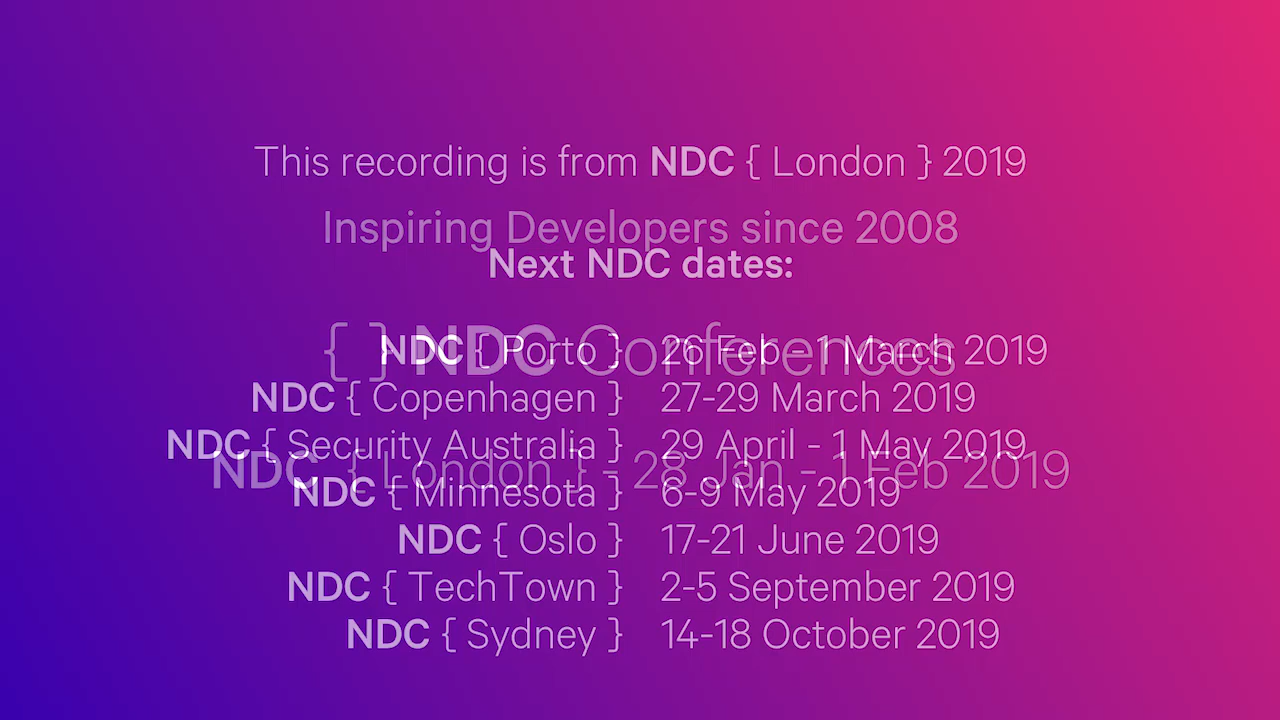 This recording is from NDC { London } 2019
Inspiring Developers since 2008
Next NDC dates:
{ } NDC Conferences
NDC { Porto } 26 Feb - 1 March 2019
NDC { Copenhagen } 27-29 March 2019
NDC { Security Australia } 29 April - 1 May 2019
NDC { London } - 28 Jan - 1 Feb 2019
NDC { Minnesota } 6-9 May 2019
NDC { Oslo } 17-21 June 2019
NDC { TechTown } 2-5 September 2019
NDC { Sydney } 14-18 October 2019